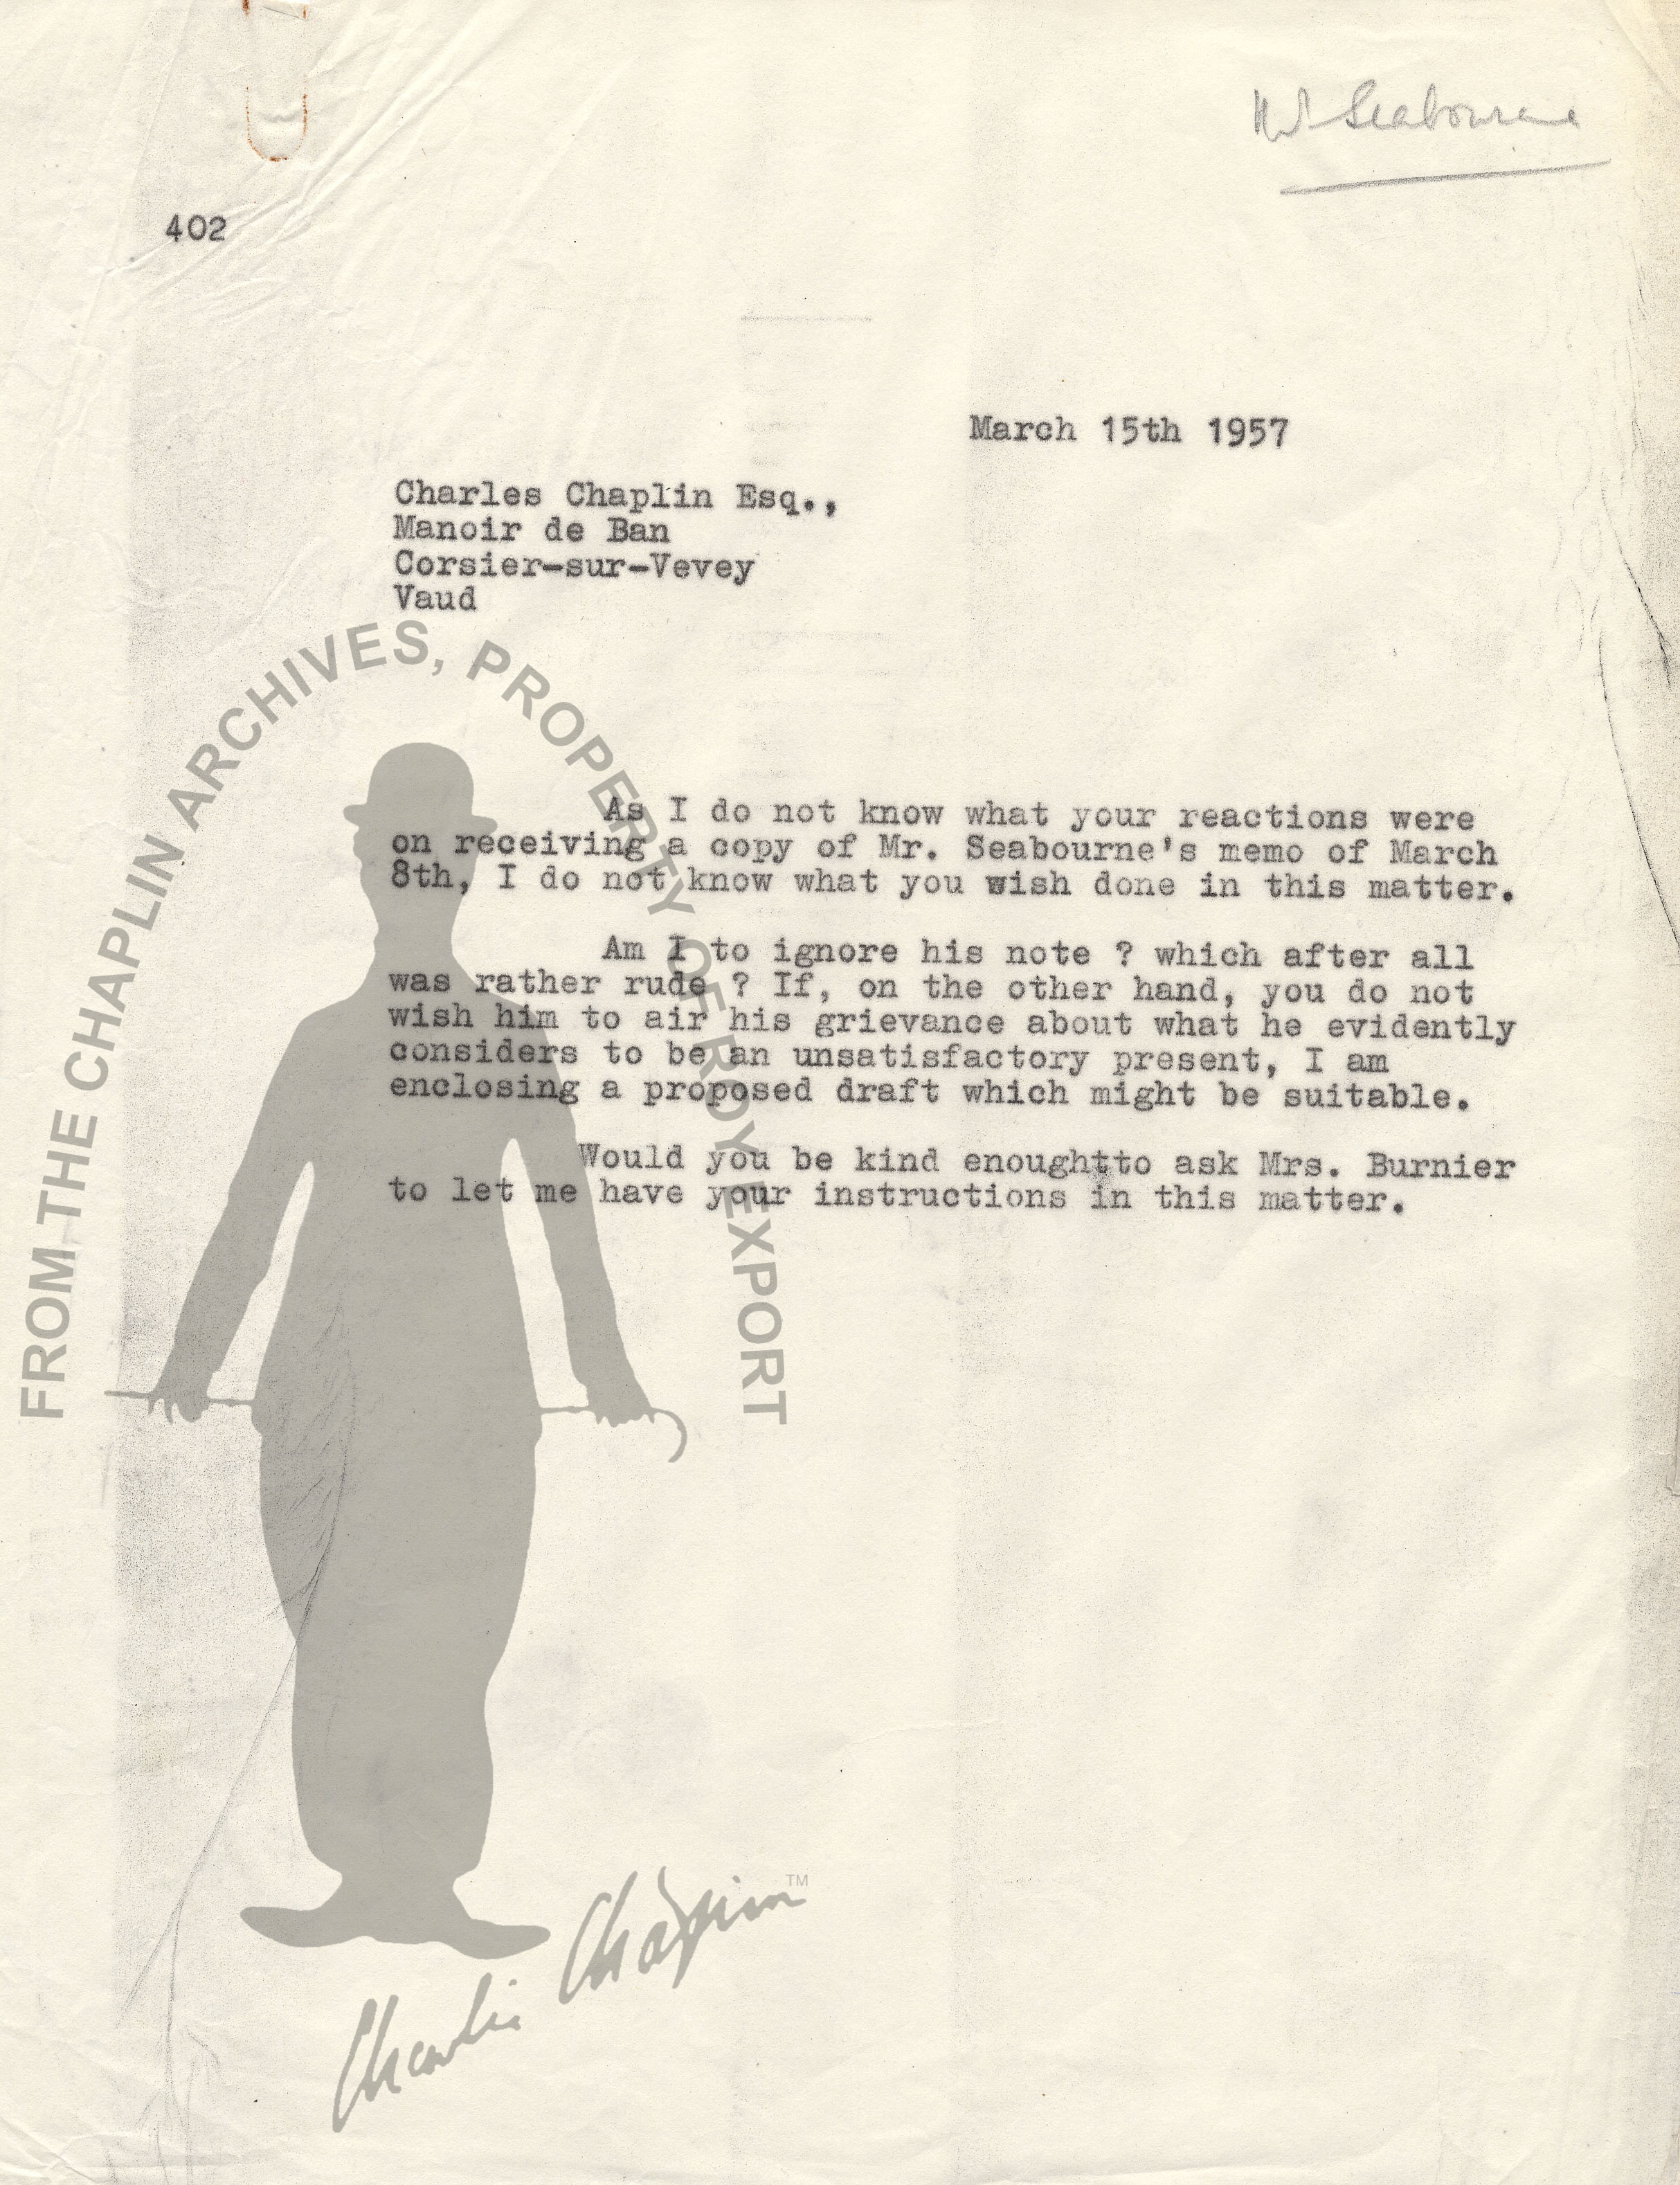 Mr Seabourne
402
March 15th 1957
Charles Chaplin Esq.,
Manoir de Ban
Corsier-sur-Vevey
Vaud
As I do not know what your reactions were
on receiving a copy of Mr. Seabourne's memo of March
8th, I do not know what you wish done in this matter.
Am I to ignore his note ? which after all
was rather rude ? If, on the other hand, you do not
wish him to air his grievance about what he evidently
considers to be an unsatisfactory present, I am
enclosing a proposed draft which might be suitable.
Would you be kind enoughtto ask Mrs. Burnier
to let me have your instructions in this matter.
FROM THE CHAPLIN ARCHIVES, PROPERTY OF ROY EXPORT
Charlie Chaplin TM